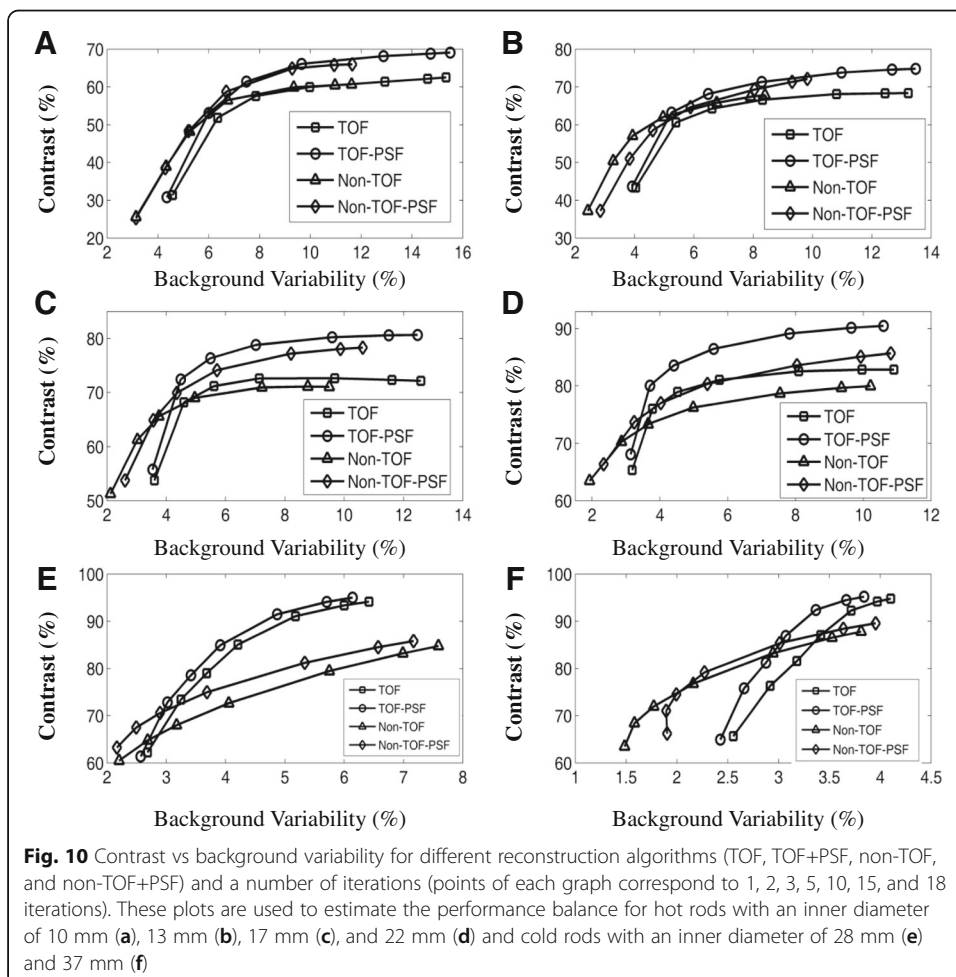 A
70
60
50
40
30
20
Contrast (%)
2 4 6 8 10 12 14 16
Background Variability (%)
TOF
TOF-PSF
Non-TOF
Non-TOF-PSF
B
80
70
60
50
40
30
Contrast (%)
2 4 6 8 10 12 14
Background Variability (%)
TOF
TOF-PSF
Non-TOF
Non-TOF-PSF
C
80
70
60
50
Contrast (%)
2 4 6 8 10 12 14
Background Variability (%)
TOF
TOF-PSF
Non-TOF
Non-TOF-PSF
D
90
80
70
60
Contrast (%)
2 4 6 8 10 12
Background Variability (%)
TOF
TOF-PSF
Non-TOF
Non-TOF-PSF
E
100
90
80
70
60
Contrast (%)
2 3 4 5 6 7 8
Background Variability (%)
TOF
TOF-PSF
Non-TOF
Non-TOF-PSF
F
100
90
80
70
60
Contrast (%)
1 1.5 2 2.5 3 3.5 4 4.5
Background Variability (%)
TOF
TOF-PSF
Non-TOF
Non-TOF-PSF
Fig. 10 Contrast vs background variability for different reconstruction algorithms (TOF, TOF+PSF, non-TOF,
and non-TOF+PSF) and a number of iterations (points of each graph correspond to 1, 2, 3, 5, 10, 15, and 18
iterations). These plots are used to estimate the performance balance for hot rods with an inner diameter
of 10 mm (a), 13 mm (b), 17 mm (c), and 22 mm (d) and cold rods with an inner diameter of 28 mm (e)
and 37 mm (f)